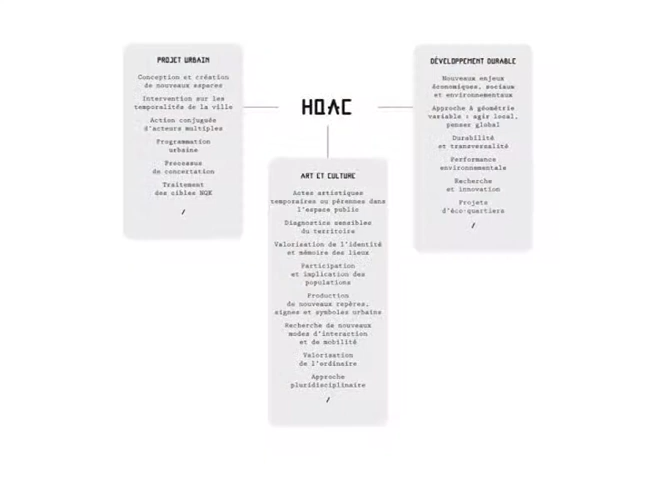 HQAC
PROJET URBAIN
Conception et création
de nouveaux espaces
Intervention sur les
temporalités de la ville
Action conjuguée
d'acteurs multiples
Programmation
urbaine
Processus
de concertation
Traitement
des cibles HQE
/
ART ET CULTURE
Actes artistiques
temporaires ou pérennes dans
l'espace public
Diagnostics sensibles
du territoire
Valorisation de l'identité
et mémoire des lieux
Participation
et implication des
populations
Production
de nouveaux repères,
signes et symboles urbains
Recherche de nouveaux
modes d'interaction
et de mobilité
Valorisation
de l'ordinaire
Approche
pluridisciplinaire
/
DÉVELOPPEMENT DURABLE
Nouveaux enjeux
économiques, sociaux
et environnementaux
Approche à géométrie
variable : agir local,
penser global
Durabilité
et transversalité
Performance
environnementale
Recherche
et innovation
Projets
d'éco-quartiers
/